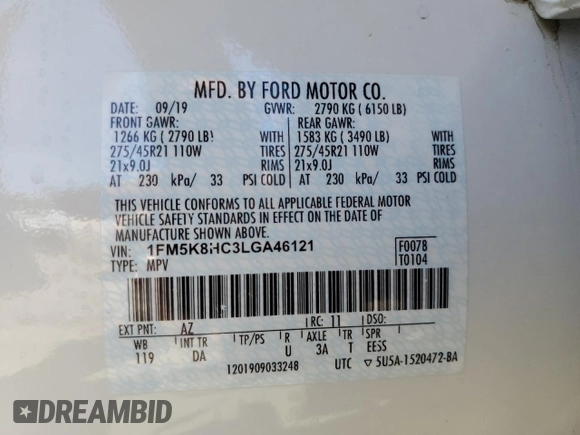 MFD. BY FORD MOTOR CO.
DATE: 09/19 GVWR: 2790 KG ( 6150 LB)
FRONT GAWR: REAR GAWR:
1266 KG ( 2790 LB) WITH 1583 KG ( 3490 LB) WITH
275/45R21 110W TIRES 275/45R21 110W TIRES
21x9.0J RIMS 21x9.0J RIMS
AT 230 kPa/ 33 PSI COLD AT 230 kPa/ 33 PSI COLD
THIS VEHICLE CONFORMS TO ALL APPLICABLE FEDERAL MOTOR
VEHICLE SAFETY STANDARDS IN EFFECT ON THE DATE OF
MANUFACTURE SHOWN ABOVE.
VIN: 1FM5K8HC3LGA46121 F0078
TYPE: MPV T0104
EXT PNT: AZ RC: 11 DSO:
WB INT TR TP/PS R AXLE TR SPR
119 DA U 3A T EESS
1201909033248 UTC ▽ 5U5A-1520472-BA
DREAMBID